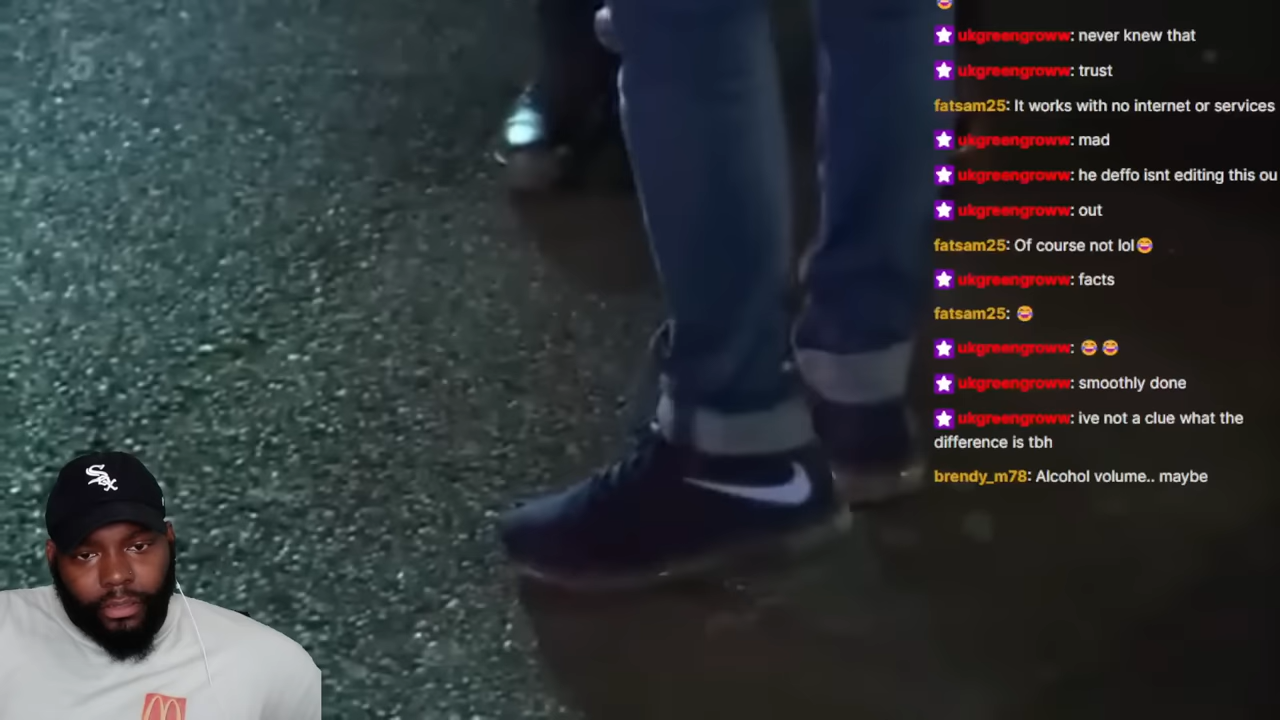 ukgreengroww: never knew that
ukgreengroww: trust
fatsam25: It works with no internet or services
ukgreengroww: mad
ukgreengroww: he deffo isnt editing this ou
ukgreengroww: out
fatsam25: Of course not lol😂
ukgreengroww: facts
fatsam25: 😂
ukgreengroww: 😂 😂
ukgreengroww: smoothly done
ukgreengroww: ive not a clue what the
difference is tbh
brendy_m78: Alcohol volume.. maybe
Sox